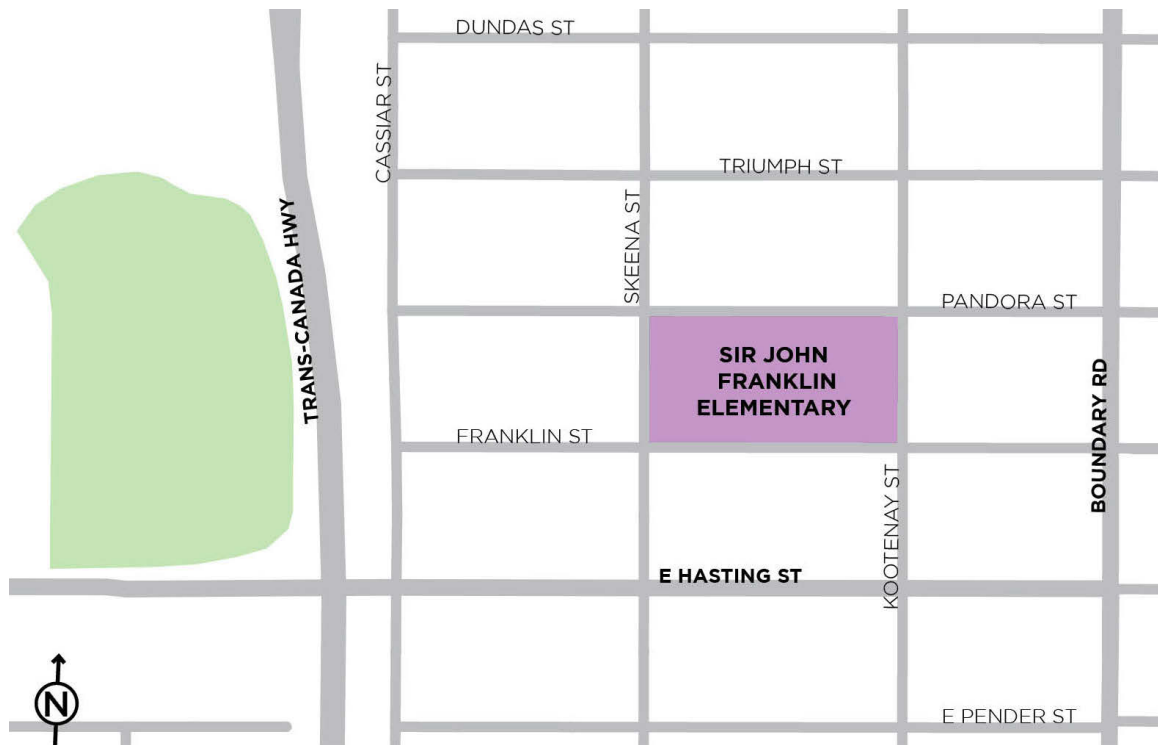 DUNDAS ST
CASSIAR ST
TRIUMPH ST
SKEENA ST
TRANS-CANADA HWY
PANDORA ST
SIR JOHN
FRANKLIN
ELEMENTARY
BOUNDARY RD
FRANKLIN ST
KOOTENAY ST
E HASTING ST
N
E PENDER ST